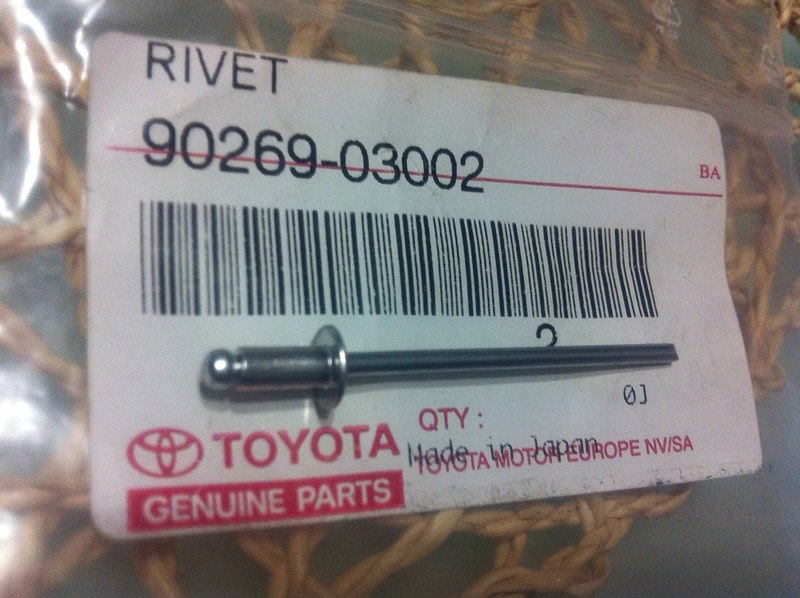 RIVET
90269-03002
BA
2
0J
QTY :
TOYOTA
Made in Japan
TOYOTA MOTOR EUROPE NV/SA
GENUINE PARTS